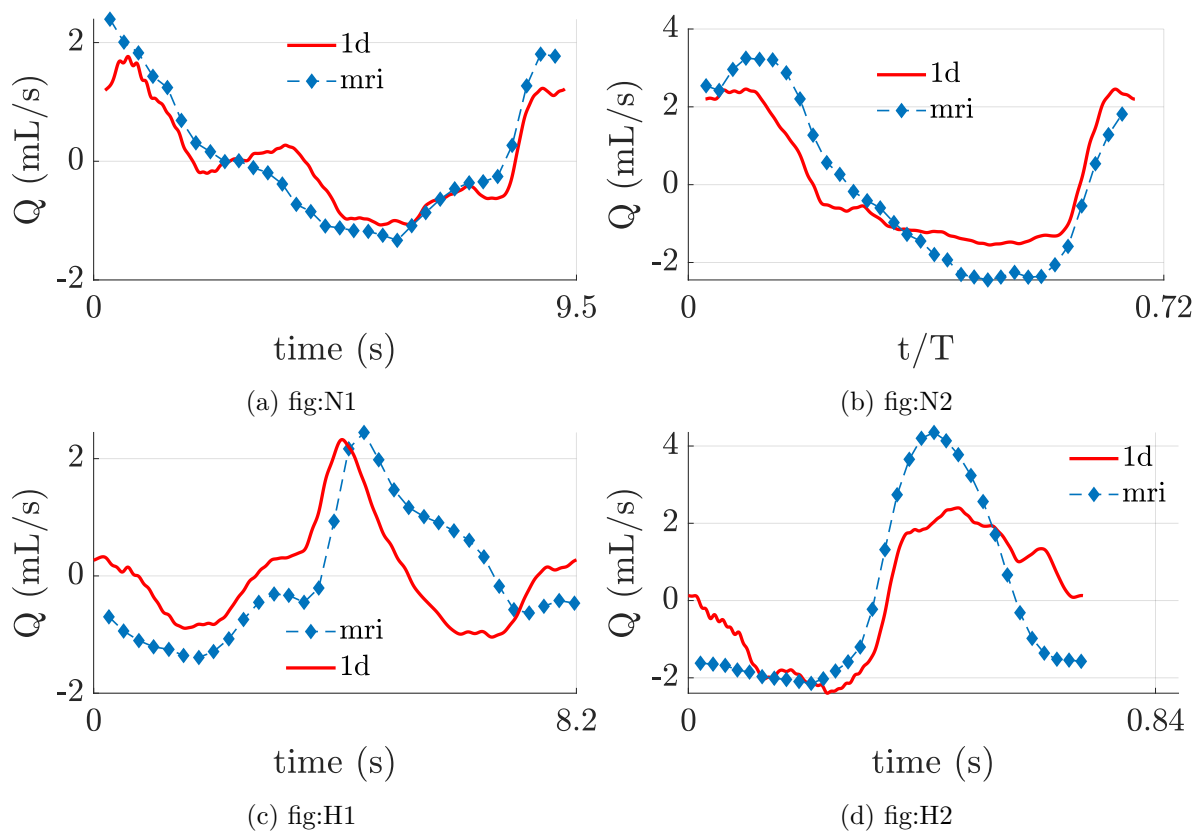 2
0
-2
Q (mL/s)
1d
mri
0
9.5
time (s)
(a) fig:N1
4
2
0
-2
Q (mL/s)
1d
mri
0
0.72
t/T
(b) fig:N2
2
0
-2
Q (mL/s)
mri
1d
0
8.2
time (s)
(c) fig:H1
4
2
0
-2
Q (mL/s)
1d
mri
0
0.84
time (s)
(d) fig:H2